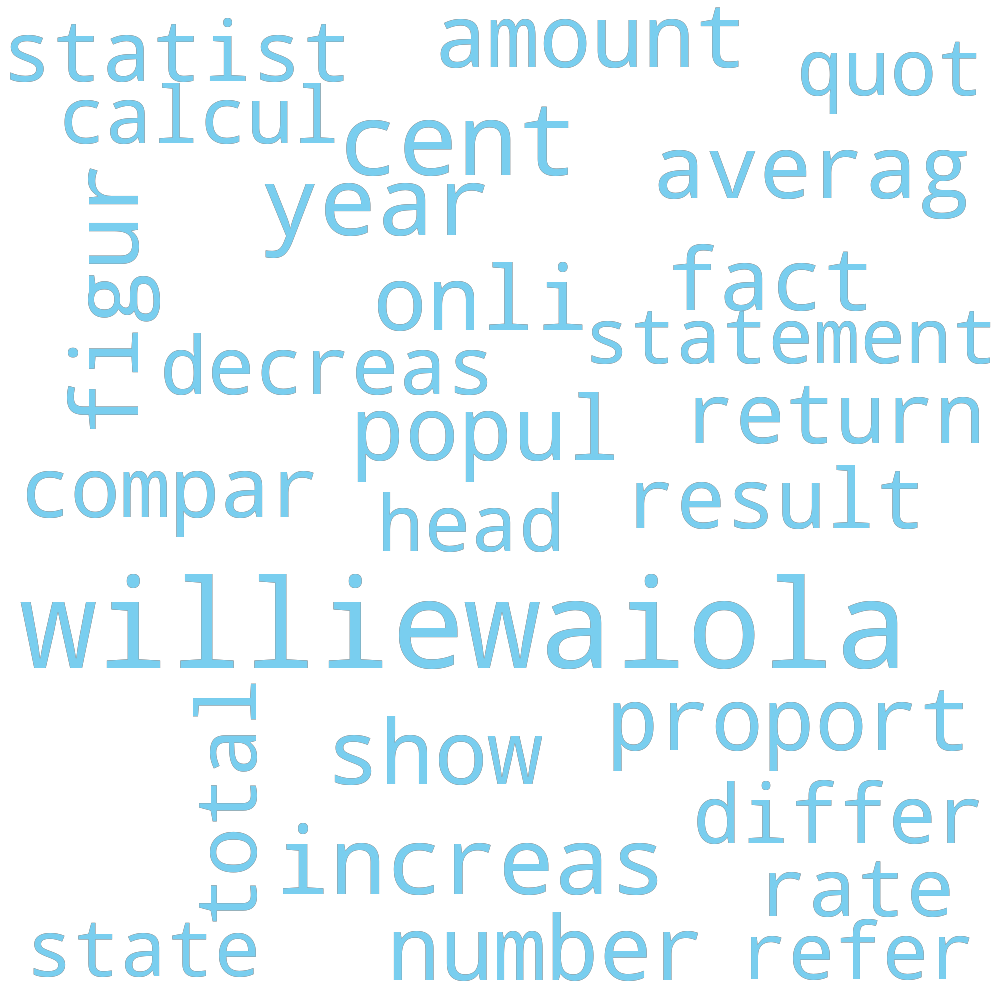 statist
amount
quot
calcul
cent
averag
year
figur
onli
fact
statement
decreas
return
popul
compar
result
head
williewaiola
total
proport
show
differ
increas
rate
state
number
refer